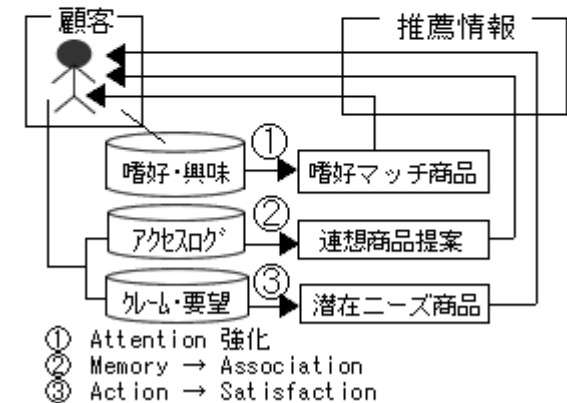 顧客
推薦情報
嗜好・興味
①
嗜好マッチ商品
アクセスログ
②
連想商品提案
クレーム・要望
③
潜在ニーズ商品
① Attention 強化
② Memory → Association
③ Action → Satisfaction